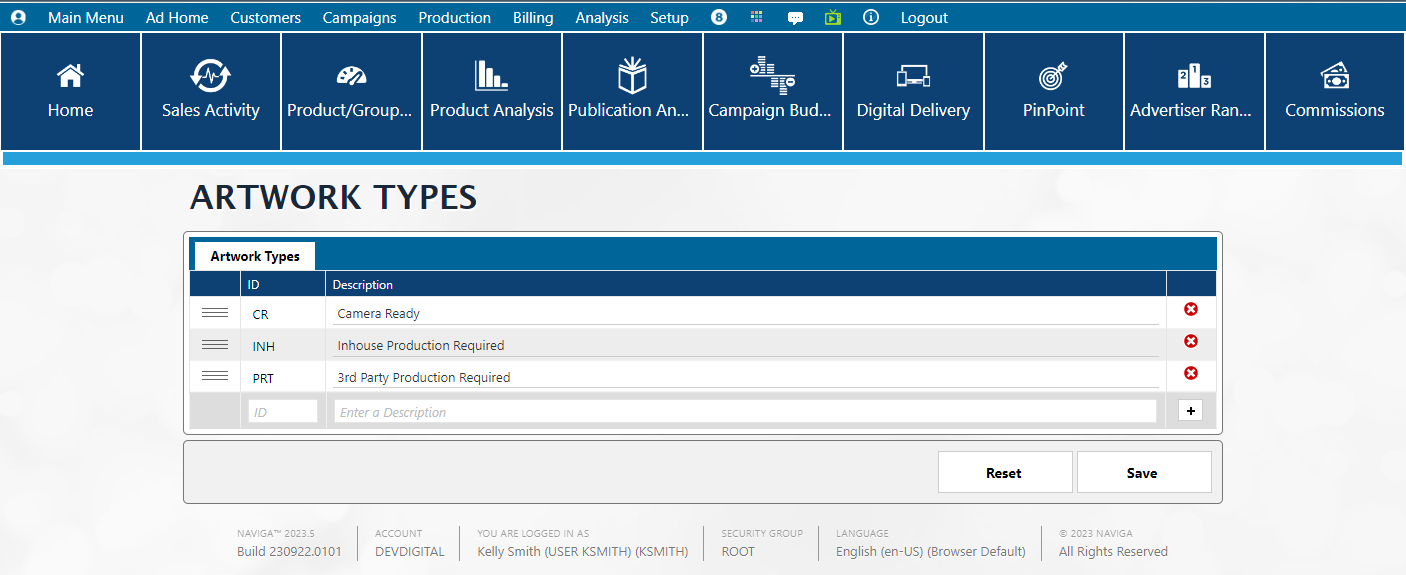 Main Menu Ad Home Customers Campaigns Production Billing Analysis Setup 8 Logout
Home Sales Activity Product/Group... Product Analysis Publication An... Campaign Bud... Digital Delivery PinPoint Advertiser Ran... Commissions
ARTWORK TYPES
Artwork Types
ID Description
CR Camera Ready
INH Inhouse Production Required
PRT 3rd Party Production Required
ID Enter a Description +
Reset Save
NAVIGA™ 2023.5 ACCOUNT YOU ARE LOGGED IN AS SECURITY GROUP LANGUAGE © 2023 NAVIGA
Build 230922.0101 DEVDIGITAL Kelly Smith (USER KSMITH) (KSMITH) ROOT English (en-US) (Browser Default) All Rights Reserved